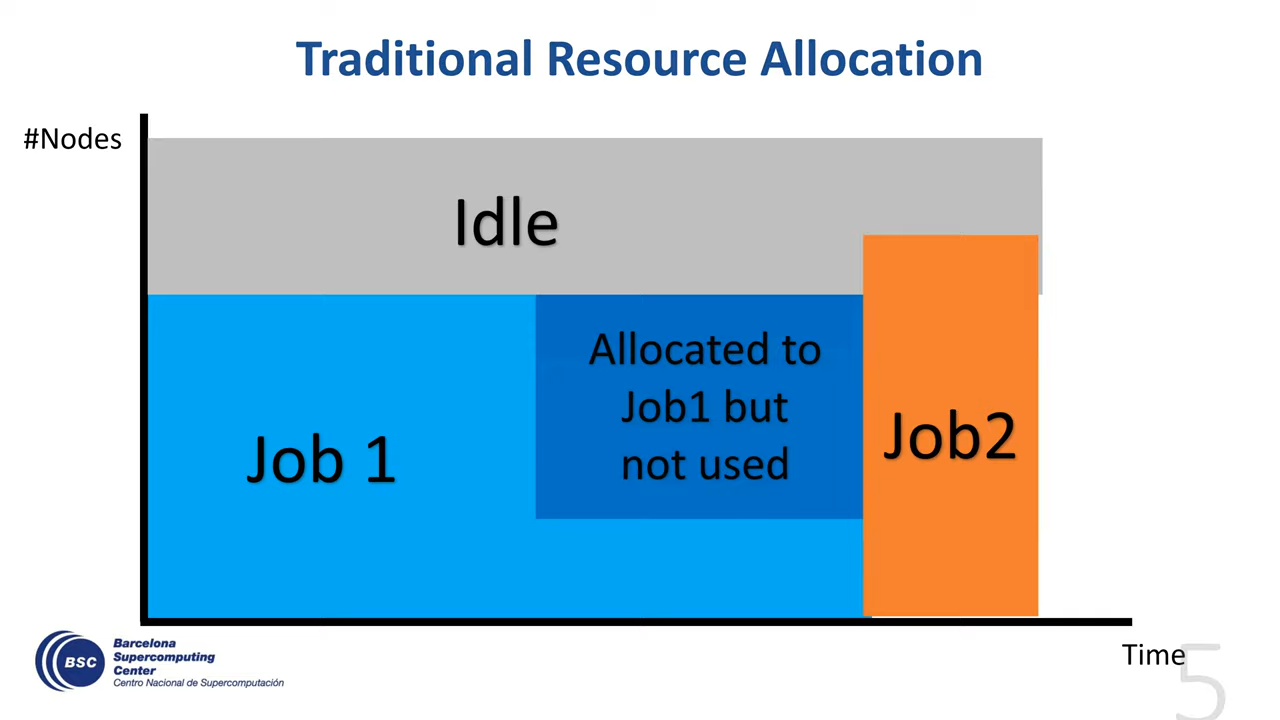 Traditional Resource Allocation
#Nodes
Idle
Allocated to
Job1 but
not used
Job 1
Job2
Time
5
BSC
Barcelona
Supercomputing
Center
Centro Nacional de Supercomputación